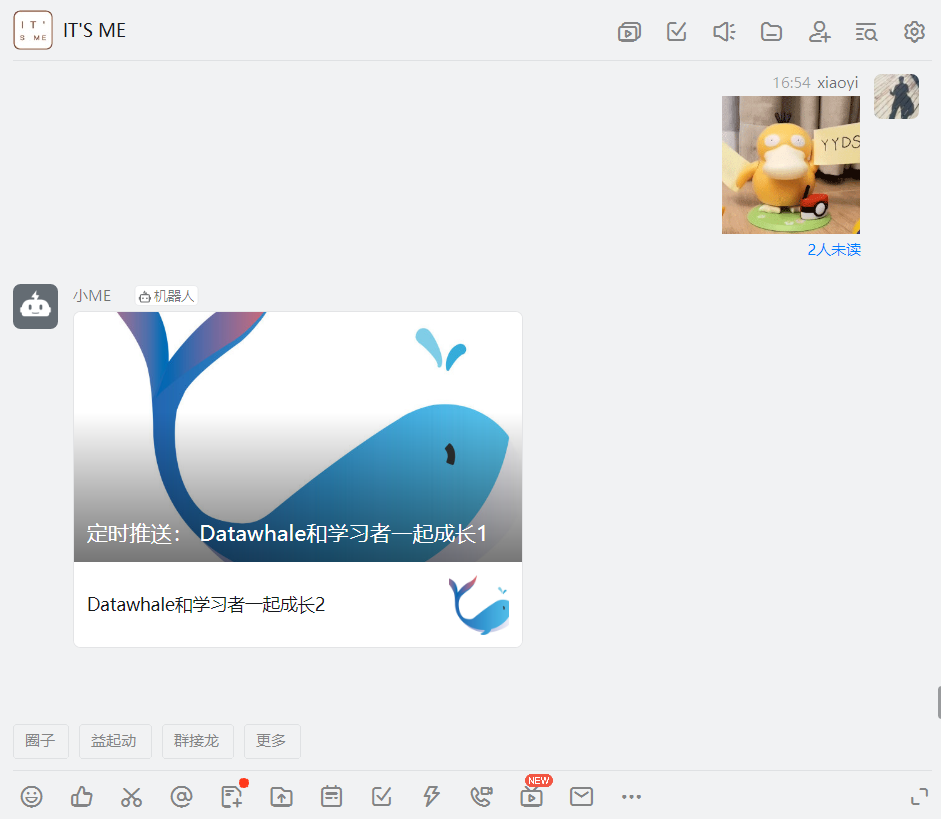 IT'S ME
IT'S ME
16:54 xiaoyi
YYDS
2人未读
小ME 机器人
定时推送： Datawhale和学习者一起成长1
Datawhale和学习者一起成长2
圈子 益起动 群接龙 更多
NEW